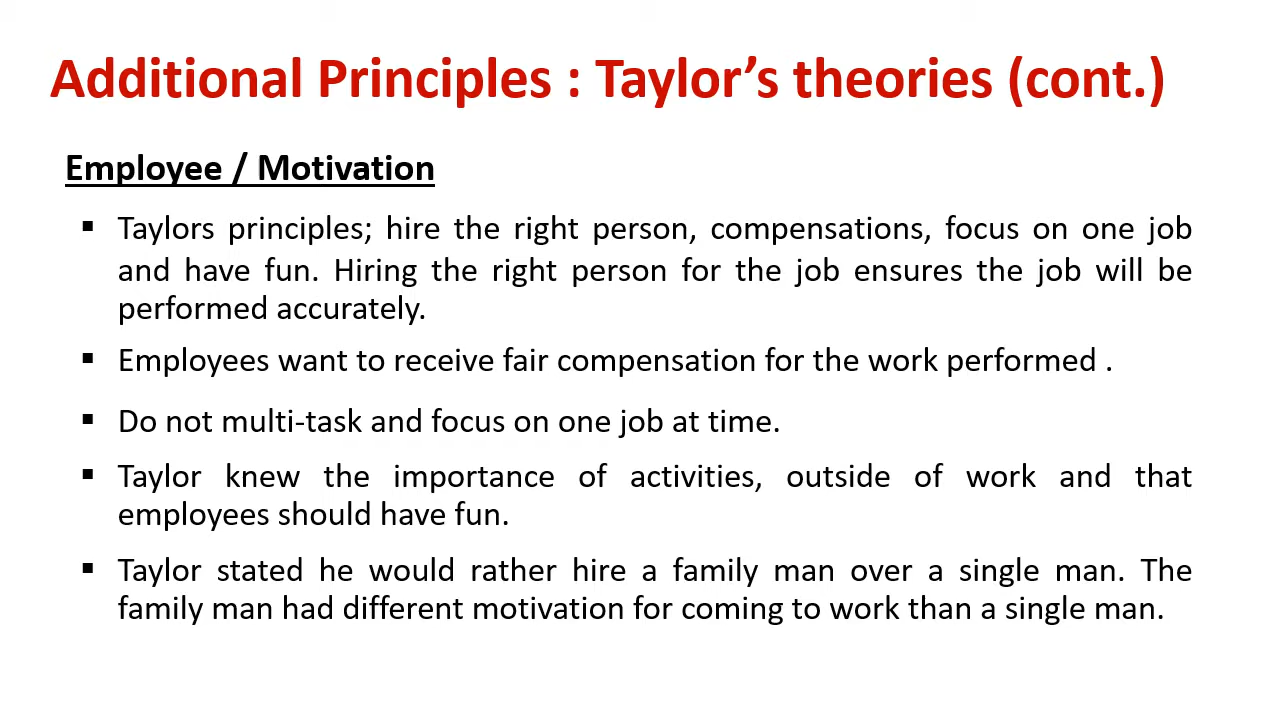 Additional Principles : Taylor’s theories (cont.)
Employee / Motivation
▪ Taylors principles; hire the right person, compensations, focus on one job
and have fun. Hiring the right person for the job ensures the job will be
performed accurately.
▪ Employees want to receive fair compensation for the work performed .
▪ Do not multi-task and focus on one job at time.
▪ Taylor knew the importance of activities, outside of work and that
employees should have fun.
▪ Taylor stated he would rather hire a family man over a single man. The
family man had different motivation for coming to work than a single man.